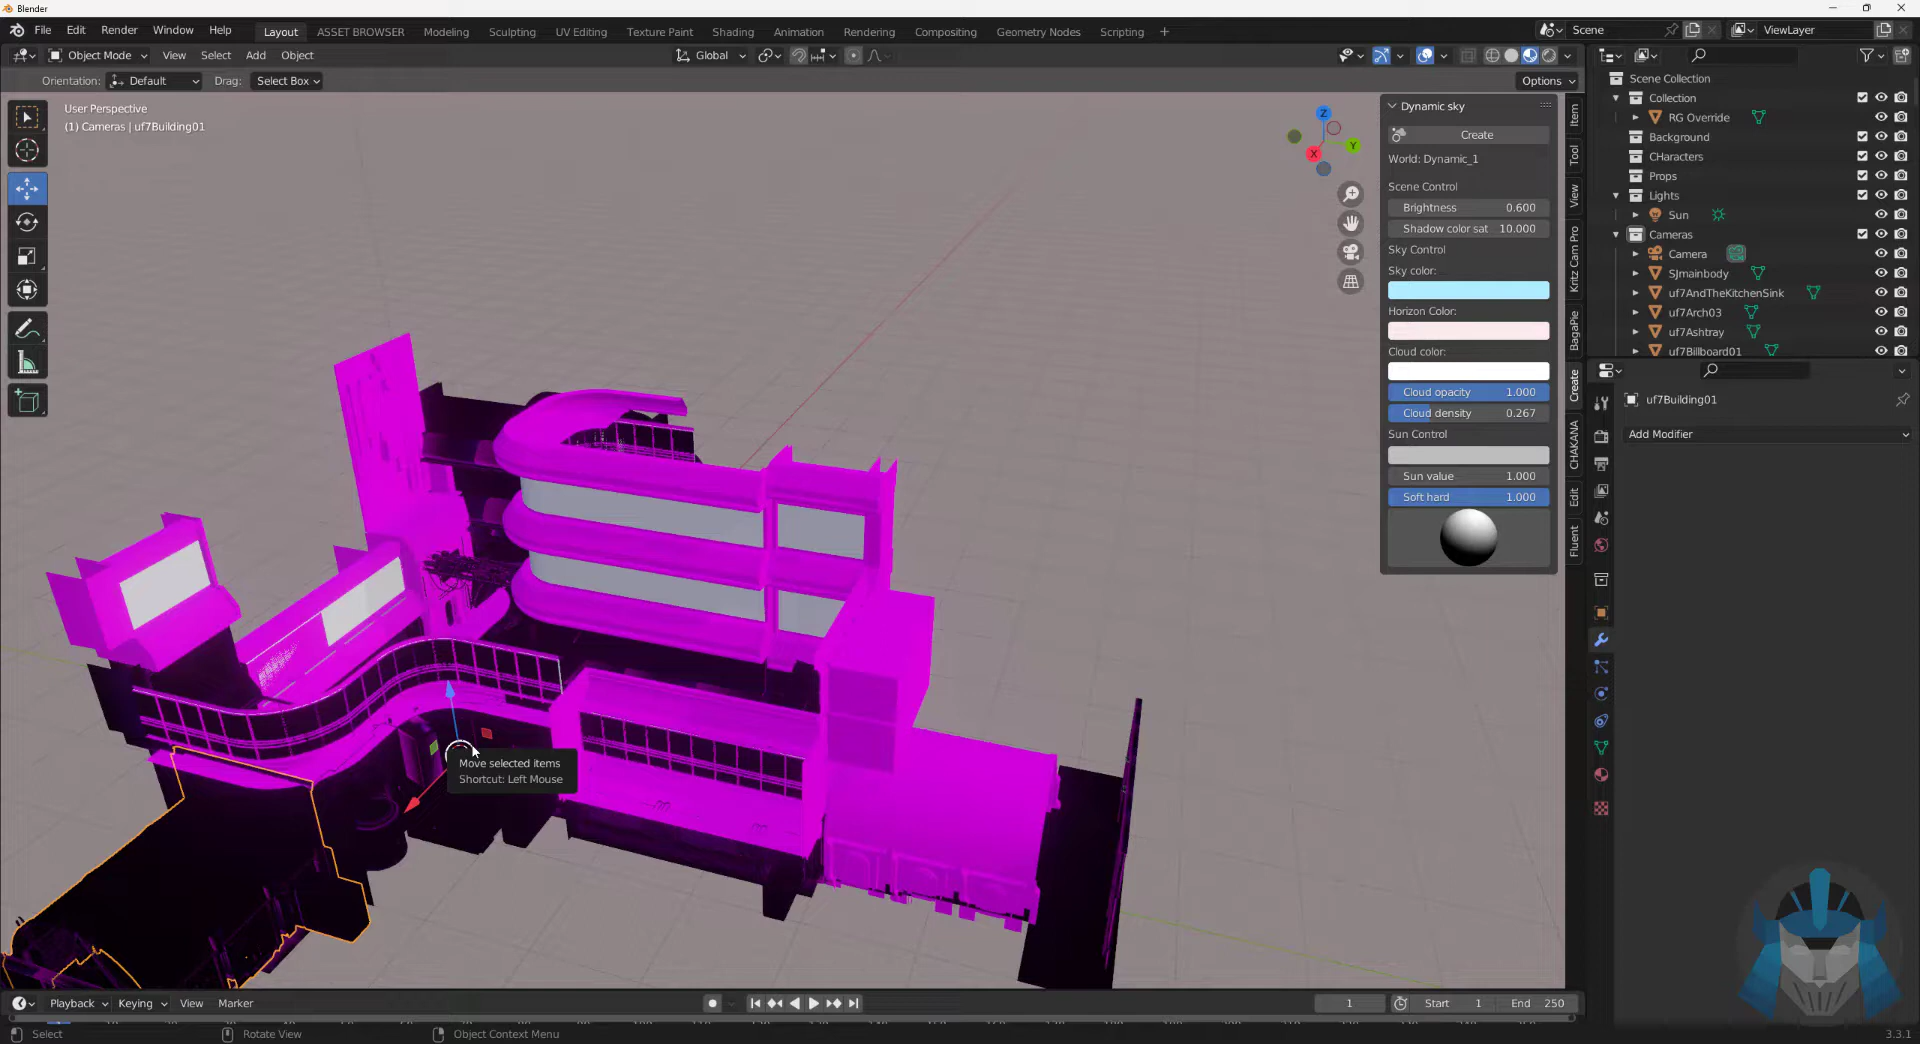 Blender
File Edit Render Window Help Layout ASSET BROWSER Modeling Sculpting UV Editing Texture Paint Shading Animation Rendering Compositing Geometry Nodes Scripting + Scene ViewLayer
Object Mode View Select Add Object Global
Orientation: Default Drag: Select Box Options
User Perspective
(1) Cameras | uf7Building01
Z
Y
X
Move selected items
Shortcut: Left Mouse
Dynamic sky
Create
World: Dynamic_1
Scene Control
Brightness 0.600
Shadow color sat 10.000
Sky Control
Sky color:
Horizon Color:
Cloud color:
Cloud opacity 1.000
Cloud density 0.267
Sun Control
Sun value 1.000
Soft hard 1.000
Item
Tool
View
Kritz Cam Pro
BagaPie
Create
CHAKANA
Edit
Fluent
Scene Collection
Collection
RG Override
Background
CHaracters
Props
Lights
Sun
Cameras
Camera
SJmainbody
uf7AndTheKitchenSink
uf7Arch03
uf7Ashtray
uf7Billboard01
uf7Building01
Add Modifier
Playback Keying View Marker 1 Start 1 End 250
Select Rotate View Object Context Menu 3.3.1